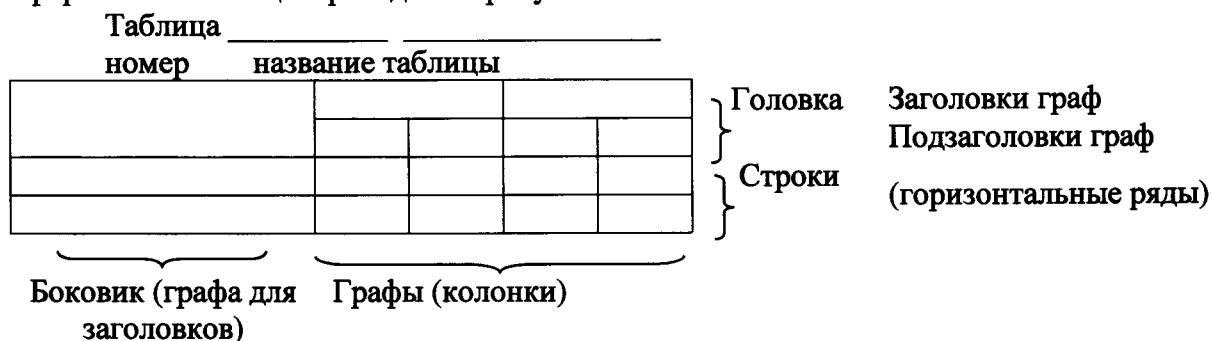 Таблица
номер название таблицы
Головка Заголовки граф
Подзаголовки граф
Строки (горизонтальные ряды)
Боковик (графа для заголовков)
Графы (колонки)